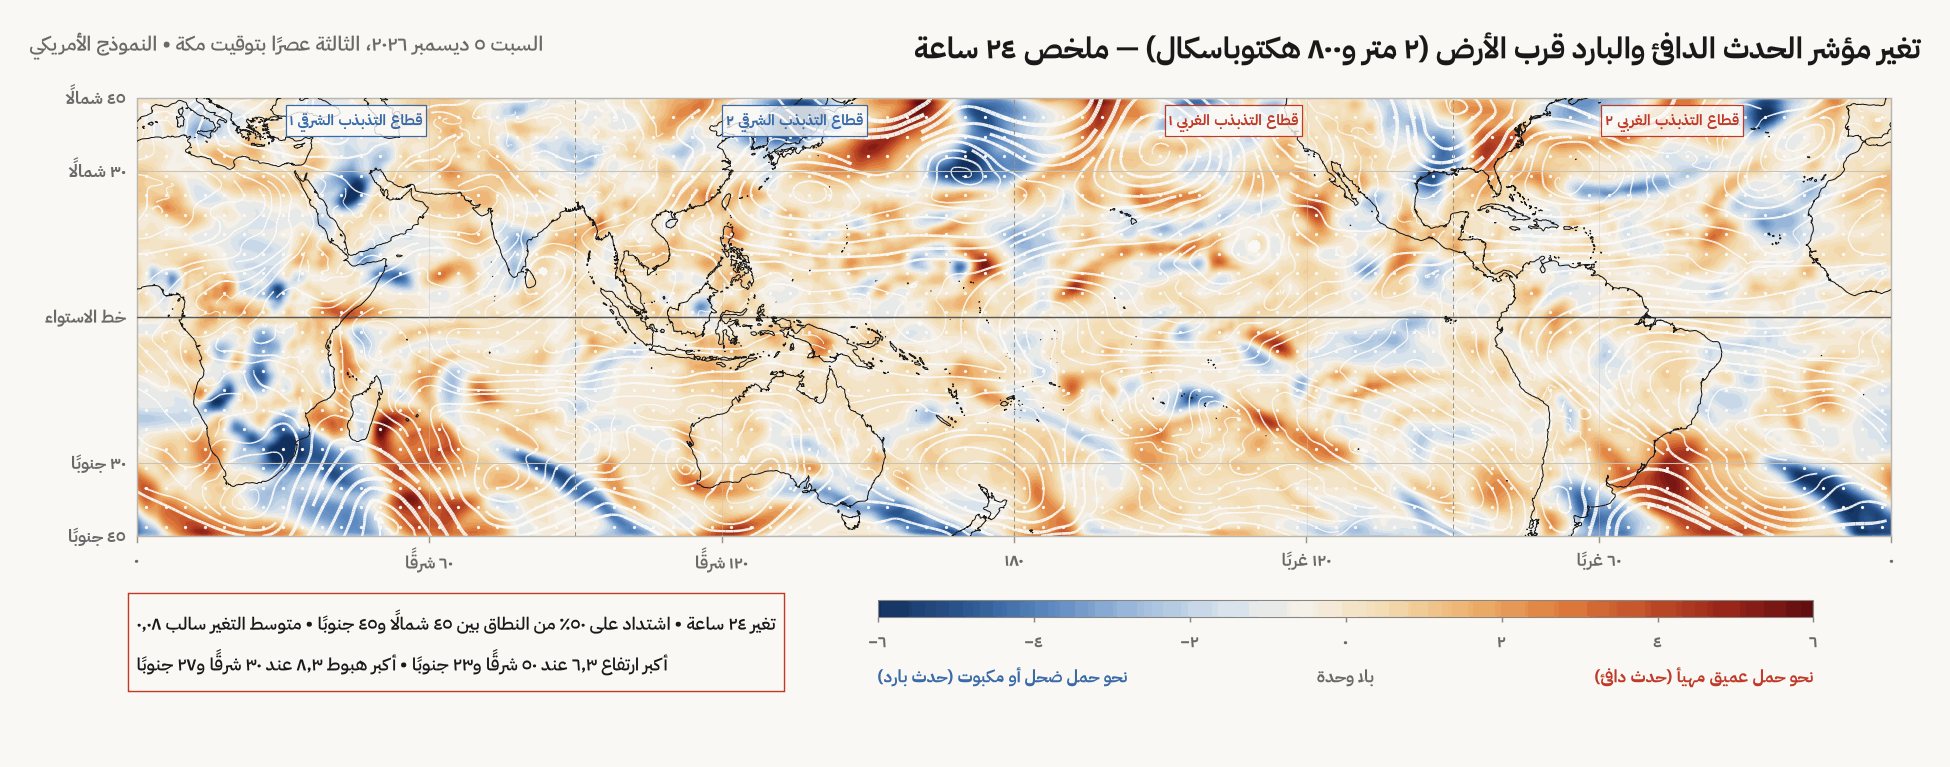 تغير مؤشر الحدث الدافئ والبارد قرب الأرض (٢ متر و٨٠٠ هكتوباسكال) — ملخص ٢٤ ساعة
السبت ٥ ديسمبر ٢٠٢٦، الثالثة عصرًا بتوقيت مكة • النموذج الأمريكي
قطاع التذبذب الشرقي ١
قطاع التذبذب الشرقي ٢
قطاع التذبذب الغربي ١
قطاع التذبذب الغربي ٢
٤٥ شمالًا
٣٠ شمالًا
خط الاستواء
٣٠ جنوبًا
٤٥ جنوبًا
٠
٦٠ شرقًا
١٢٠ شرقًا
١٨٠
١٢٠ غربًا
٦٠ غربًا
٠
تغير ٢٤ ساعة • اشتداد على ٥٠٪ من النطاق بين ٤٥ شمالًا و٤٥ جنوبًا • متوسط التغير سالب ٠,٠٨
أكبر ارتفاع ٦,٣ عند ٥٠ شرقًا و٢٣ جنوبًا • أكبر هبوط ٨,٣ عند ٣٠ شرقًا و٢٧ جنوبًا
−٦
−٤
−٢
٠
٢
٤
٦
نحو حمل ضحل أو مكبوت (حدث بارد)
بلا وحدة
نحو حمل عميق مهيأ (حدث دافئ)